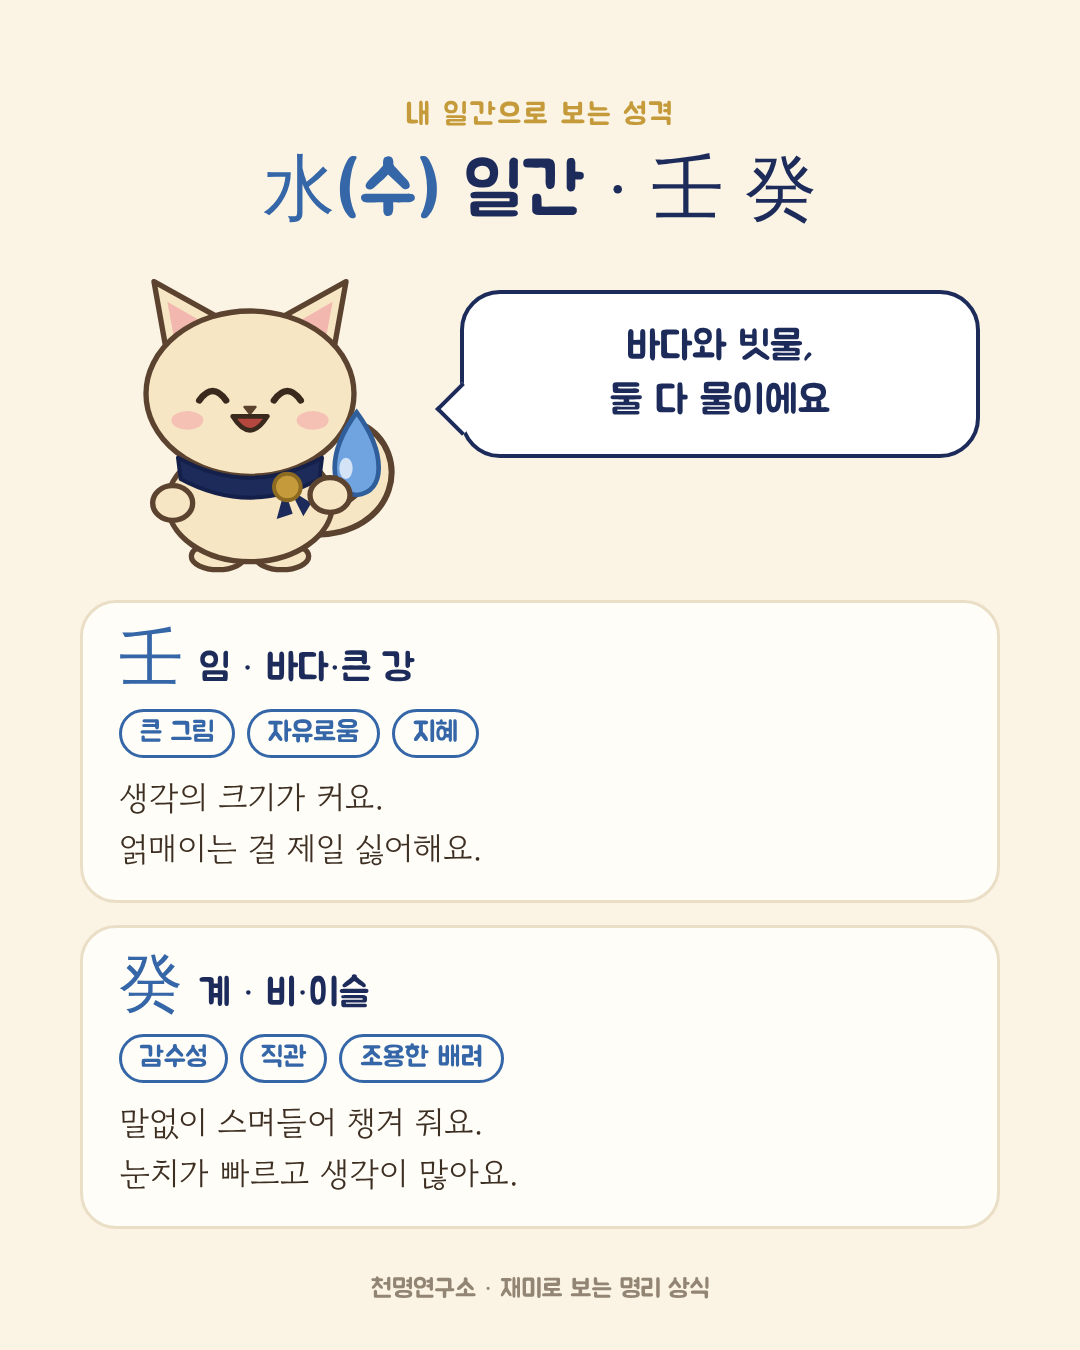 내 일간으로 보는 성격
水(수) 일간 · 壬 癸
바다와 빗물,
둘 다 물이에요
壬 임 · 바다·큰 강
큰 그림 자유로움 지혜
생각의 크기가 커요.
얽매이는 걸 제일 싫어해요.
癸 계 · 비·이슬
감수성 직관 조용한 배려
말없이 스며들어 챙겨 줘요.
눈치가 빠르고 생각이 많아요.
천명연구소 · 재미로 보는 명리 상식